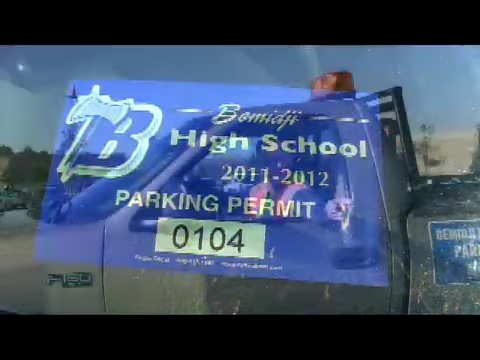 B
Bemidji
High School
2011-2012
PARKING PERMIT
0104
F150